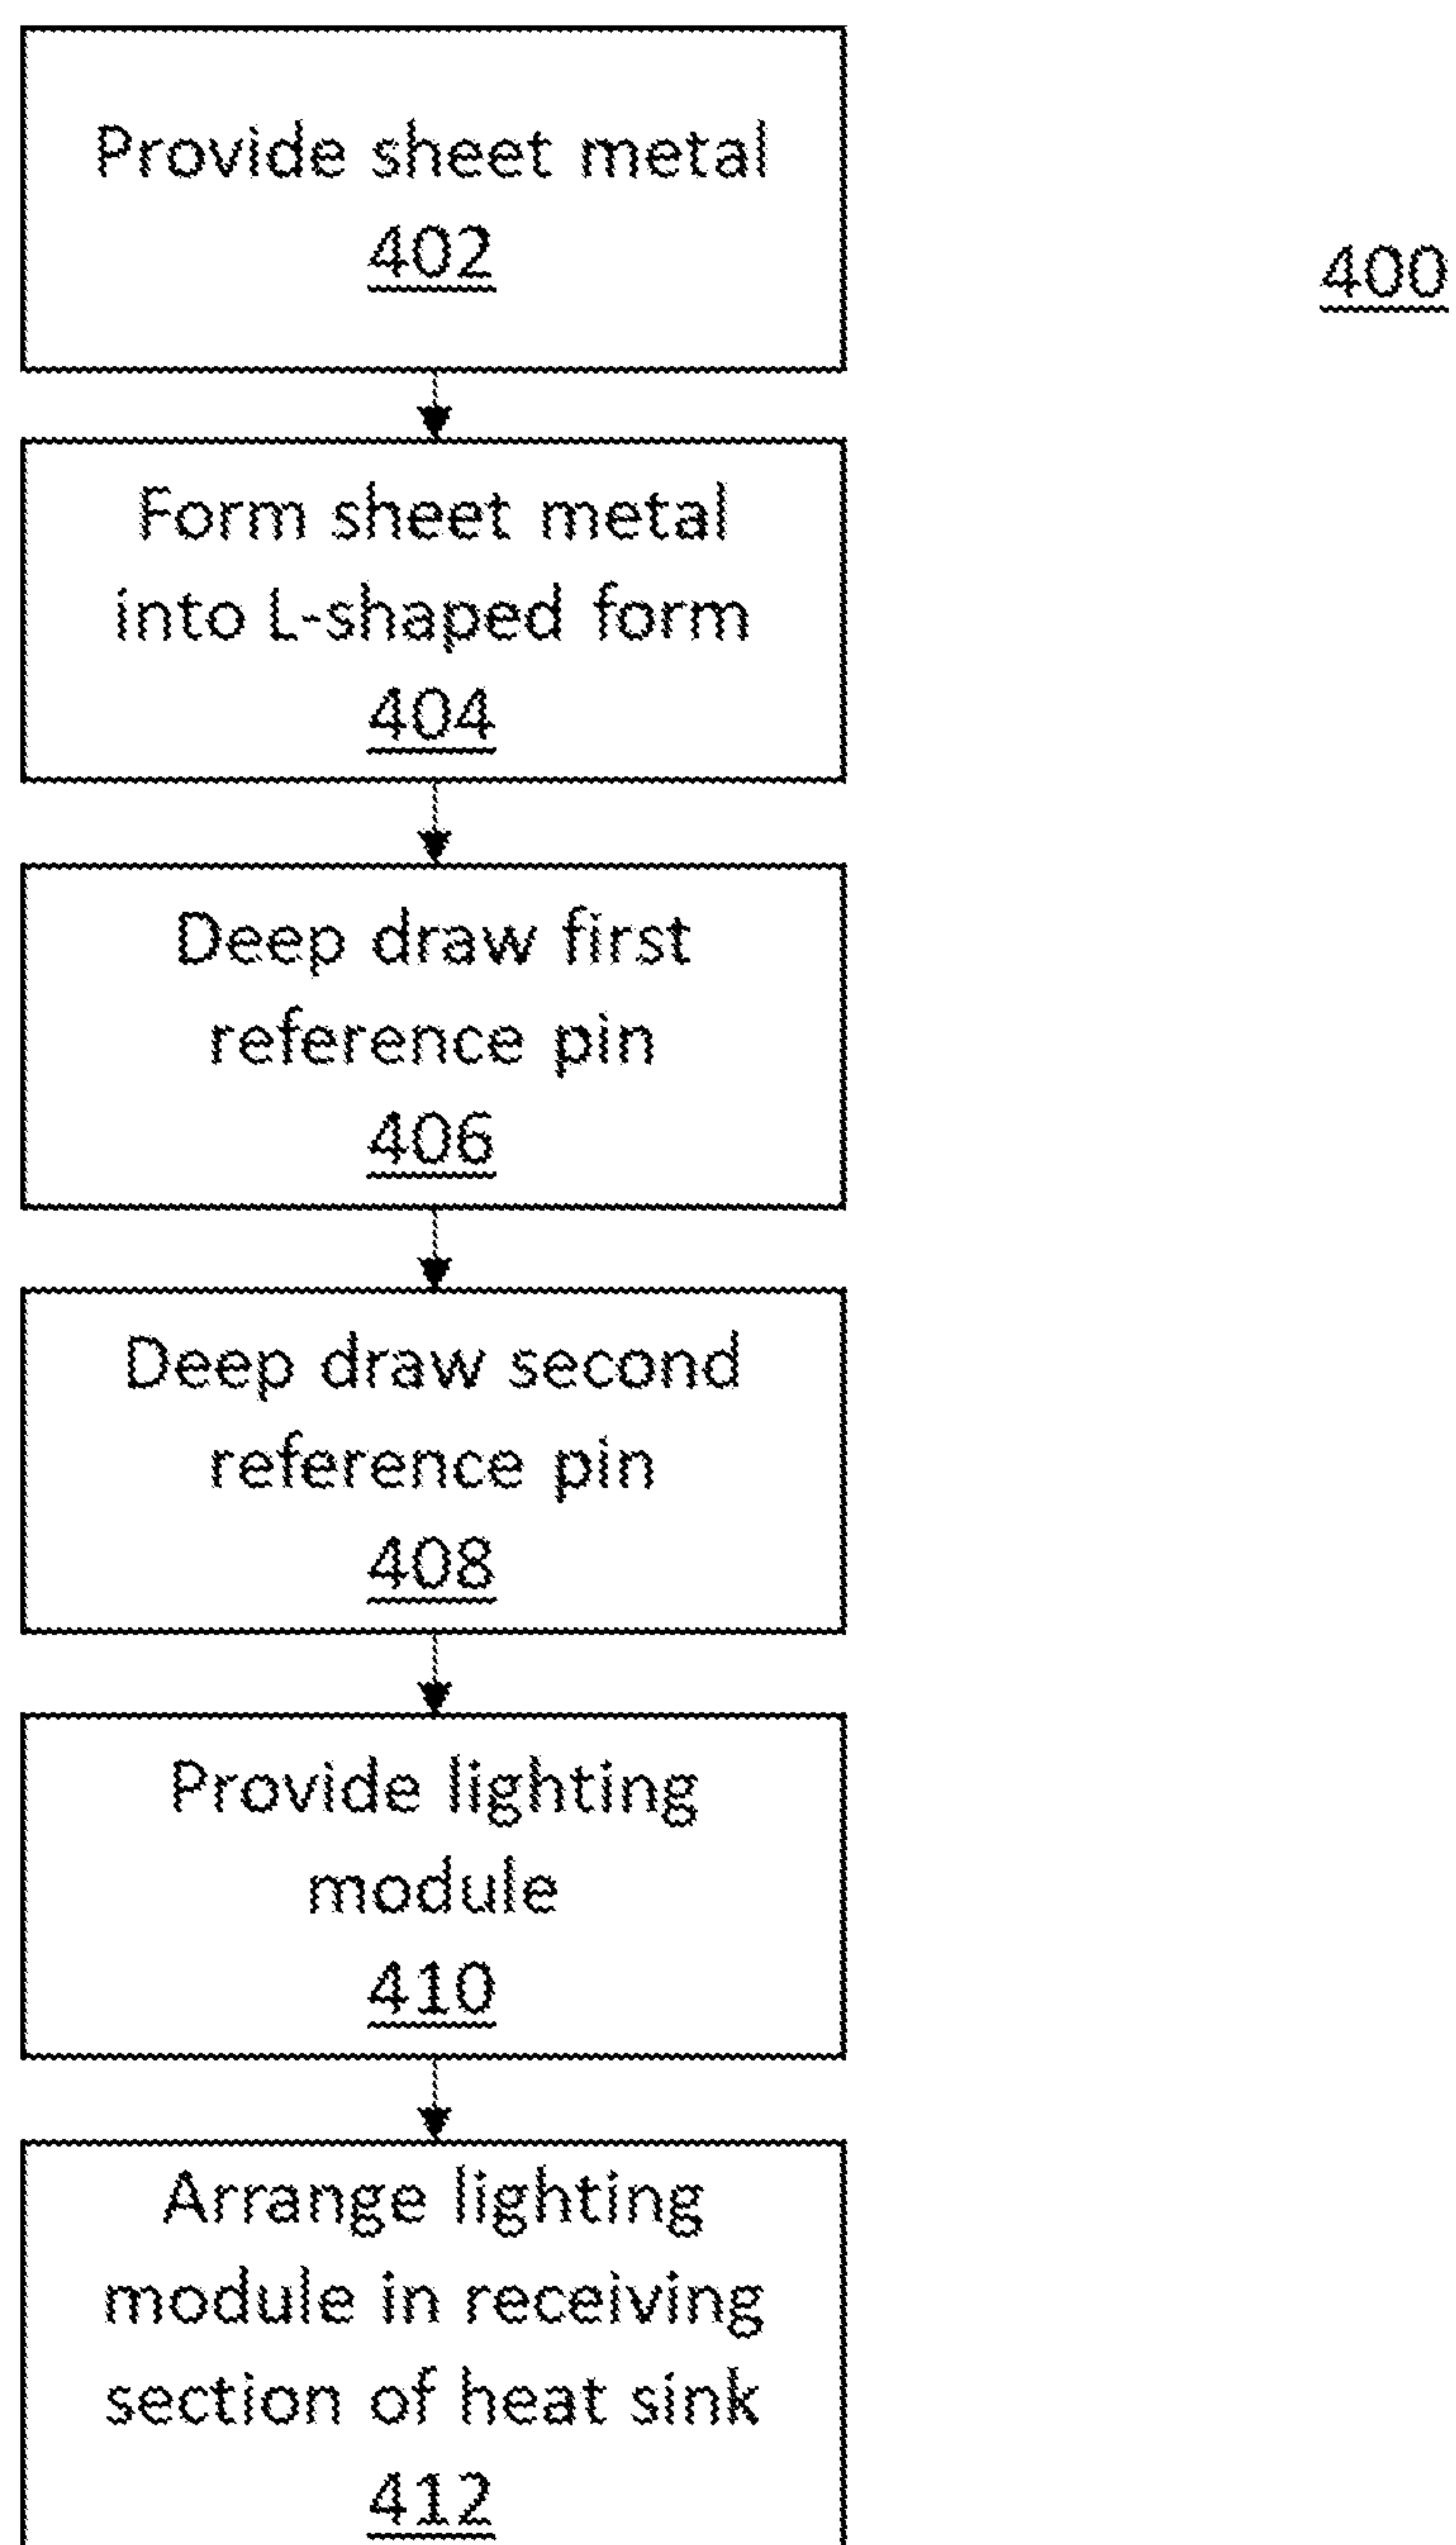 Provide sheet metal
402
400
Form sheet metal
into L-shaped form
404
Deep draw first
reference pin
406
Deep draw second
reference pin
408
Provide lighting
module
410
Arrange lighting
module in receiving
section of heat sink
412